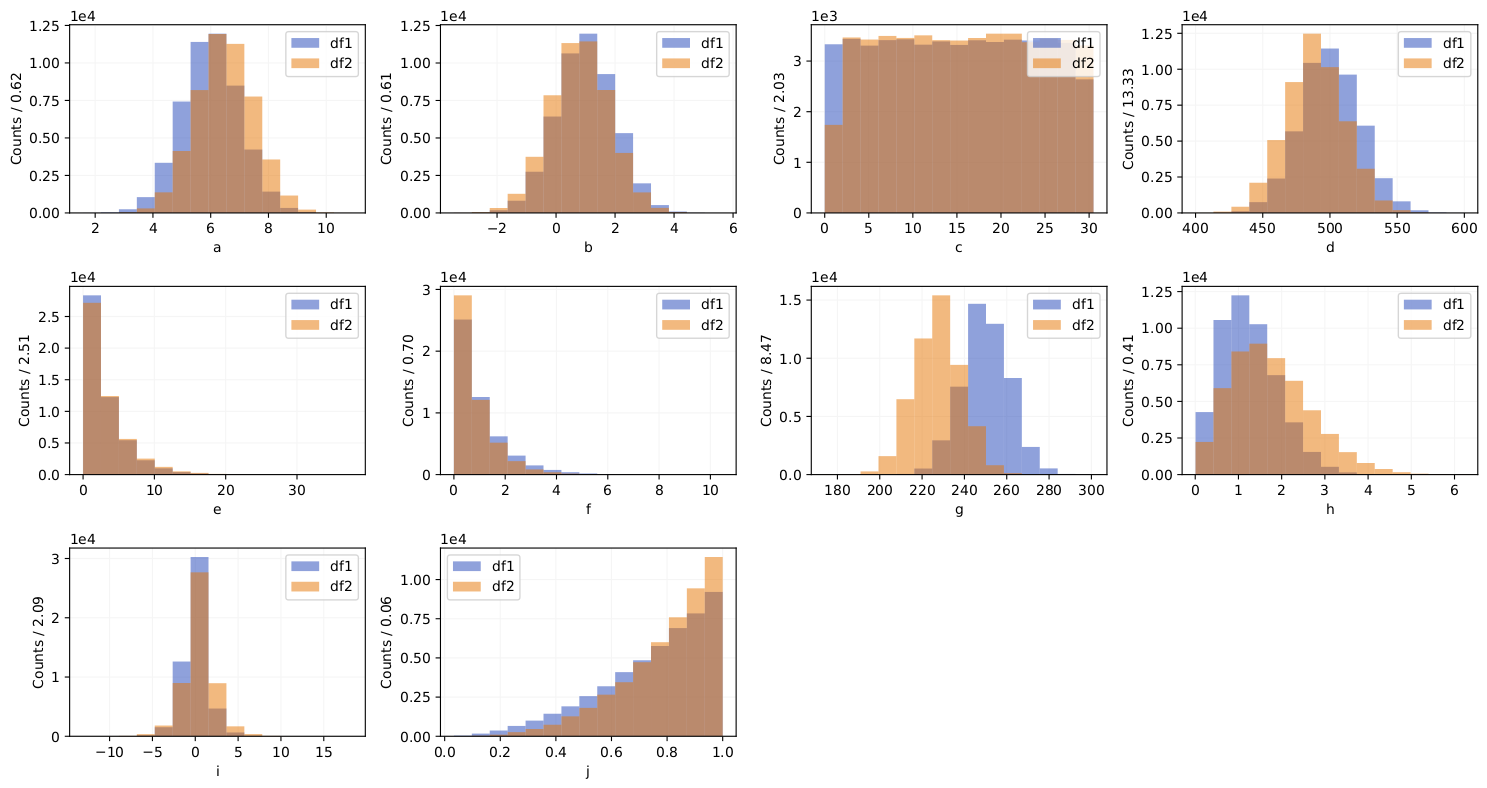 1e4
Counts / 0.62
1.25
1.00
0.75
0.50
0.25
0.00
df1
df2
2 4 6 8 10
a
1e4
Counts / 0.61
1.25
1.00
0.75
0.50
0.25
0.00
df1
df2
−2 0 2 4 6
b
1e3
Counts / 2.03
3
2
1
0
df1
df2
0 5 10 15 20 25 30
c
1e4
Counts / 13.33
1.25
1.00
0.75
0.50
0.25
0.00
df1
df2
400 450 500 550 600
d
1e4
Counts / 2.51
2.5
2.0
1.5
1.0
0.5
0.0
df1
df2
0 10 20 30
e
1e4
Counts / 0.70
3
2
1
0
df1
df2
0 2 4 6 8 10
f
1e4
Counts / 8.47
1.5
1.0
0.5
0.0
df1
df2
180 200 220 240 260 280 300
g
1e4
Counts / 0.41
1.25
1.00
0.75
0.50
0.25
0.00
df1
df2
0 1 2 3 4 5 6
h
1e4
Counts / 2.09
3
2
1
0
df1
df2
−10 −5 0 5 10 15
i
1e4
Counts / 0.06
1.00
0.75
0.50
0.25
0.00
df1
df2
0.0 0.2 0.4 0.6 0.8 1.0
j